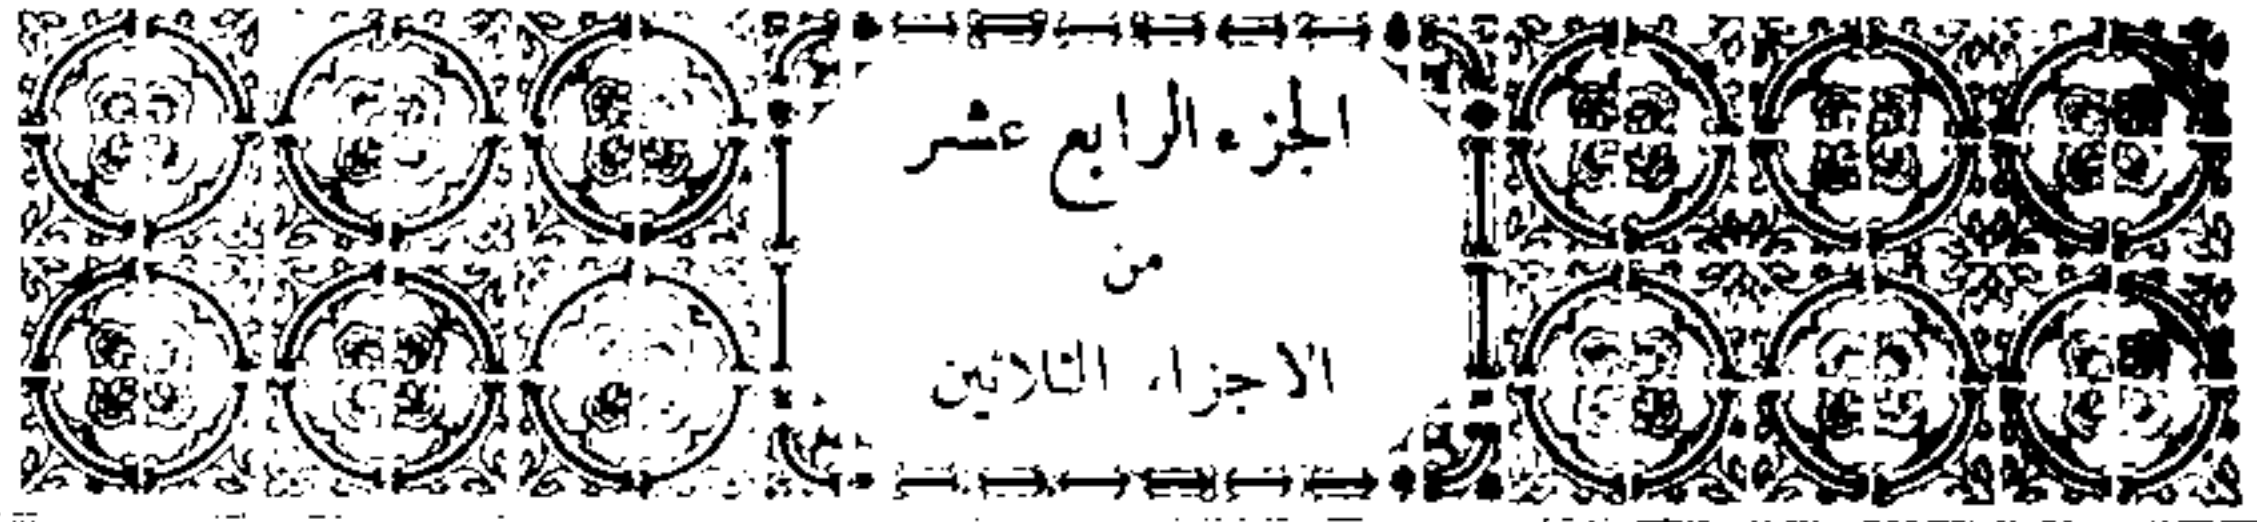 الجزء الرابع عشر
من
الاجزاء الثلاثين